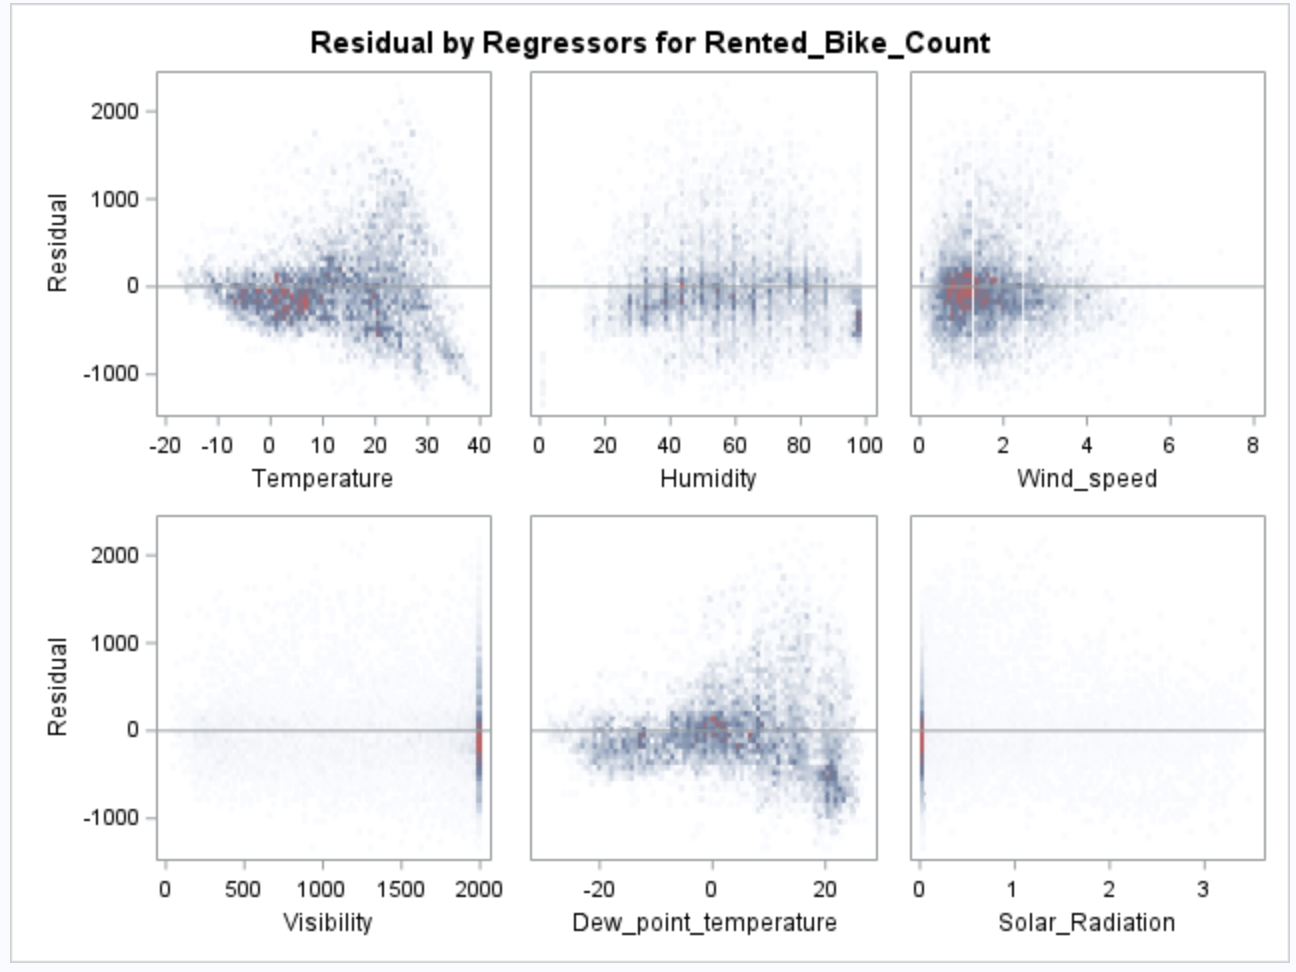 Residual by Regressors for Rented_Bike_Count
2000
1000
0
-1000
Residual
-20 -10 0 10 20 30 40
Temperature
0 20 40 60 80 100
Humidity
0 2 4 6 8
Wind_speed
2000
1000
0
-1000
Residual
0 500 1000 1500 2000
Visibility
-20 0 20
Dew_point_temperature
0 1 2 3
Solar_Radiation